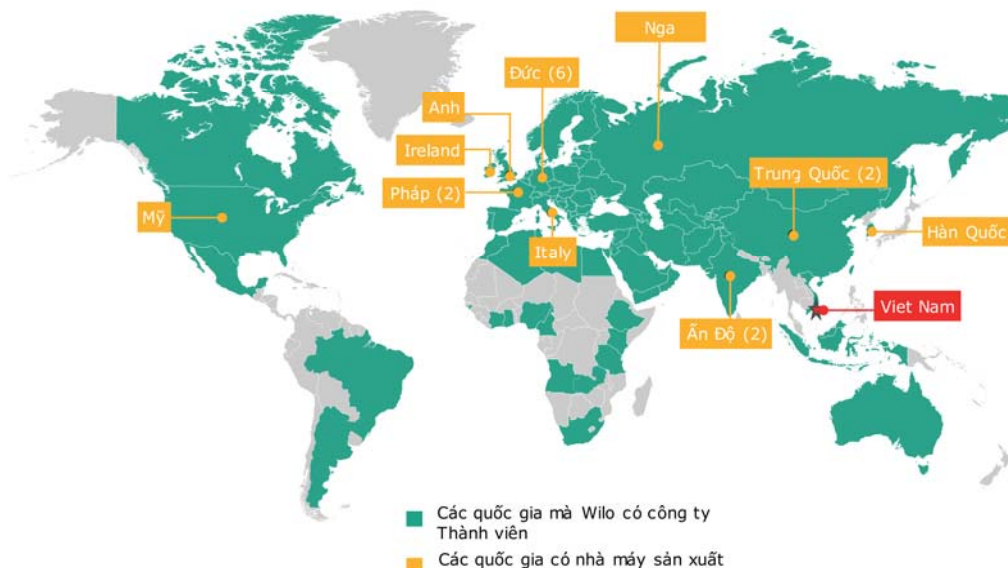 Nga
Đức (6)
Anh
Ireland
Pháp (2)
Mỹ
Italy
Trung Quốc (2)
Hàn Quốc
Viet Nam
Ấn Độ (2)
Các quốc gia mà Wilo có công ty
Thành viên
Các quốc gia có nhà máy sản xuất